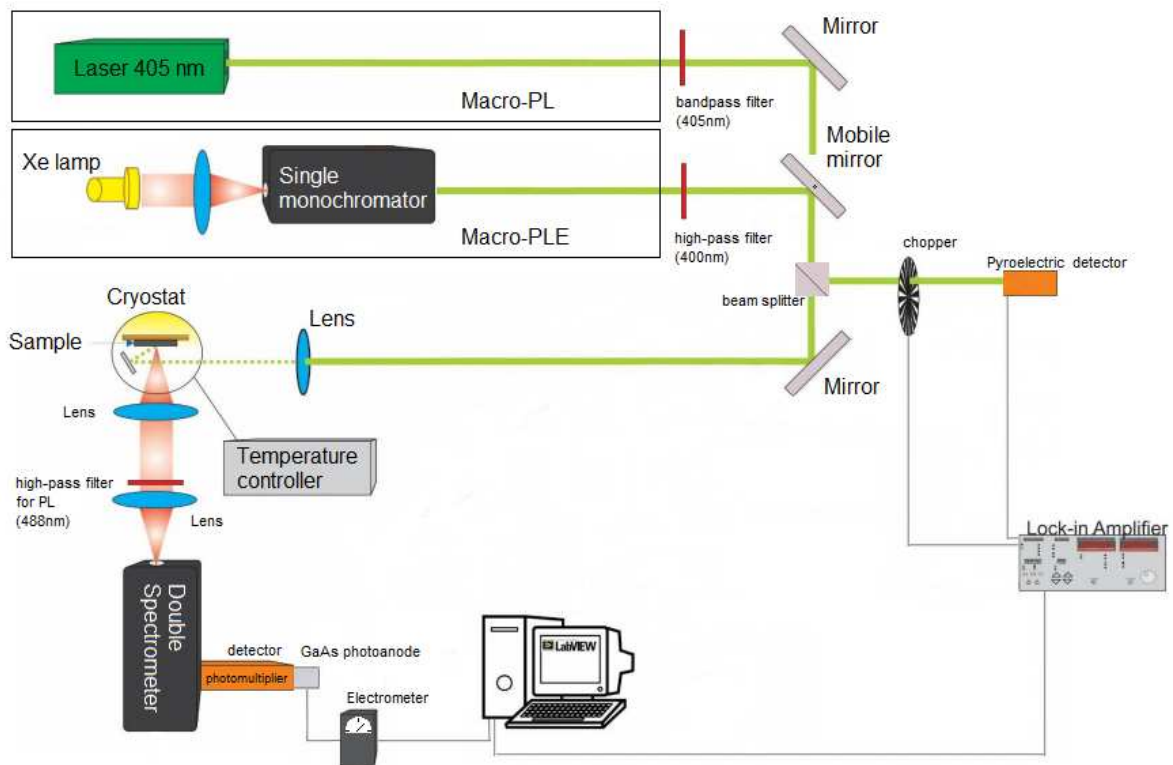 Laser 405 nm
Macro-PL
bandpass filter
(405nm)
Mirror
Xe lamp
Single
monochromator
Macro-PLE
high-pass filter
(400nm)
Mobile
mirror
chopper
Pyroelectric detector
beam splitter
Cryostat
Sample
Lens
Mirror
Lens
Temperature
controller
high-pass filter
for PL
(488nm)
Lens
Lock-in Amplifier
Double
Spectrometer
detector
GaAs photoanode
photomultiplier
Electrometer
LabVIEW